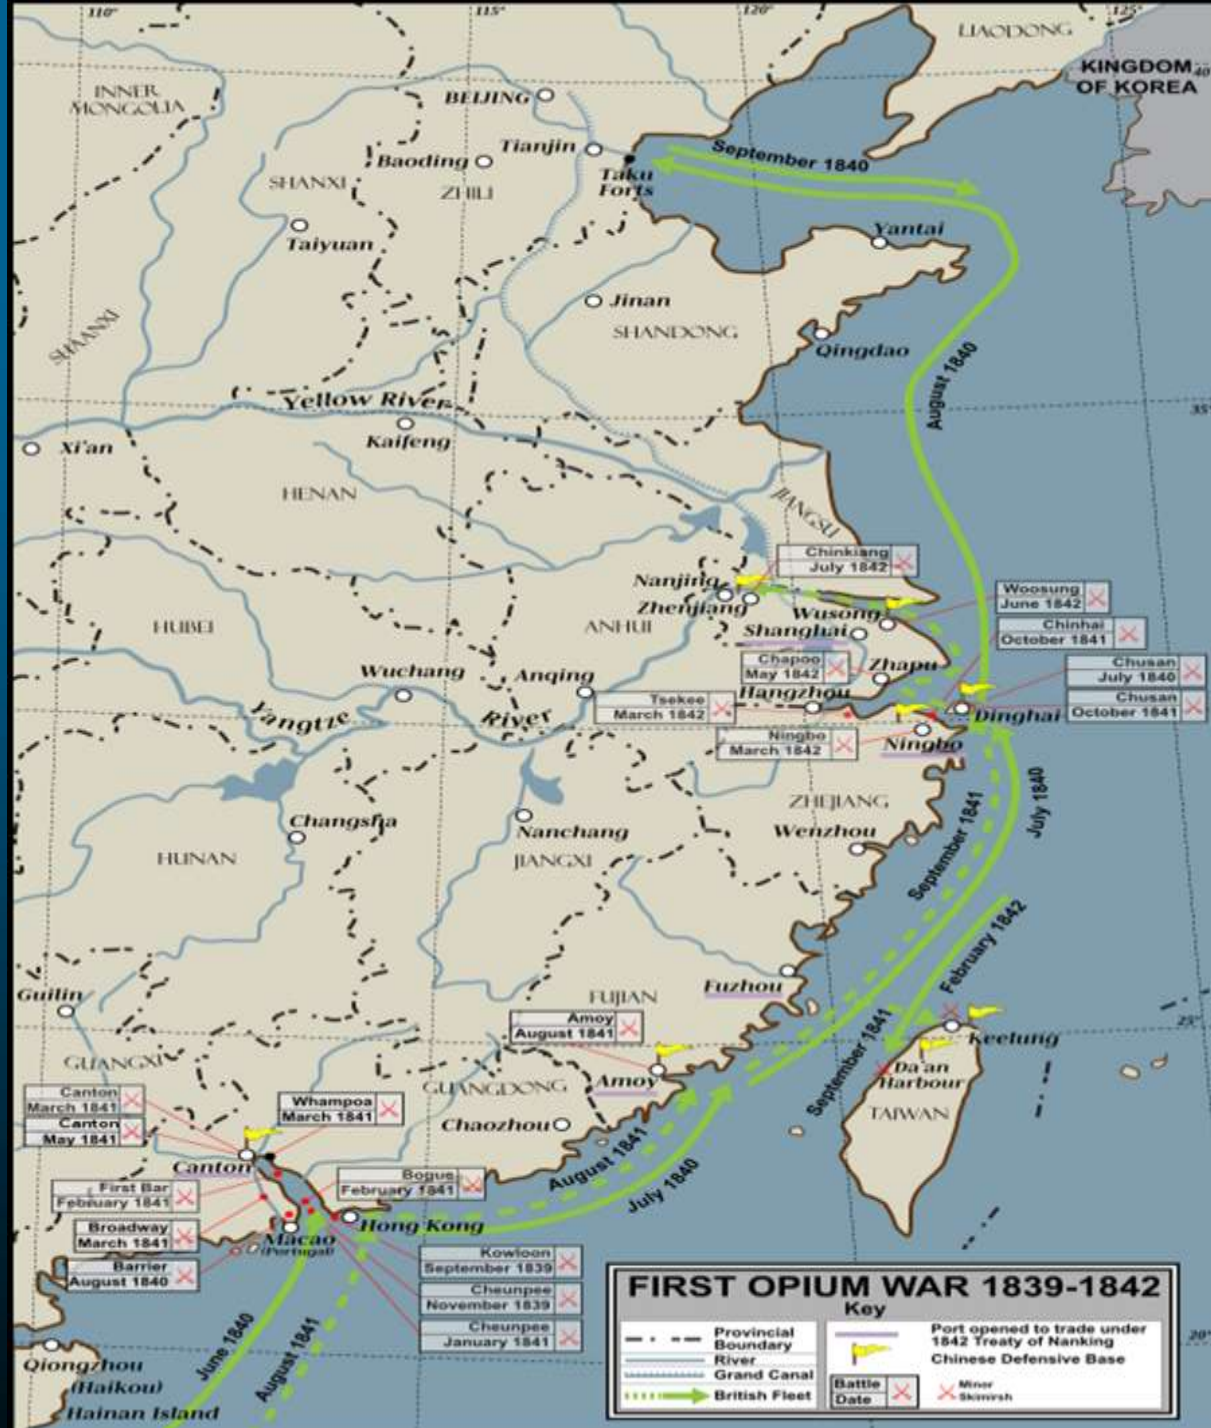 110°
115°
120°
125°
LIAODONG
KINGDOM
OF KOREA
40°
INNER
MONGOLIA
BEIJING
Tianjin
September 1840
Baoding
Taku
Forts
SHANXI
ZHILI
Taiyuan
Yantai
Jinan
SHANDONG
SHAANXI
Qingdao
August 1840
Yellow River
35°
Kaifeng
Xi'an
HENAN
JIANGSU
Chinkiang
July 1842
Nanjing
Zhenjiang
Woosung
June 1842
Wusong
HUBEI
ANHUI
Shanghai
Chinhai
October 1841
Chapoo
May 1842
Zhapu
Chusan
July 1840
Wuchang
Anqing
Hangzhou
Tsekee
March 1842
Chusan
October 1841
Yangtze
River
Dinghai
Ningbo
March 1842
Ningbo
ZHEJIANG
September 1841
July 1840
Changsha
Nanchang
Wenzhou
HUNAN
JIANGXI
February 1842
Guilin
Fuzhou
FUJIAN
Amoy
August 1841
25°
Keelung
September 1841
GUANGXI
Da'an
Harbour
GUANGDONG
Amoy
TAIWAN
Canton
March 1841
Whampoa
March 1841
Canton
May 1841
Chaozhou
August 1841
July 1840
Canton
First Bar
February 1841
Bogue
February 1841
Broadway
March 1841
Macao
(Portugal)
Hong Kong
Barrier
August 1840
Kowloon
September 1839
Cheunpee
November 1839
Cheunpee
January 1841
June 1840
August 1841
20°
Qiongzhou
(Haikou)
Hainan Island
FIRST OPIUM WAR 1839-1842
Key
Provincial
Boundary
River
Grand Canal
British Fleet
Port opened to trade under
1842 Treaty of Nanking
Chinese Defensive Base
Battle
Date
Minor
Skimirsh